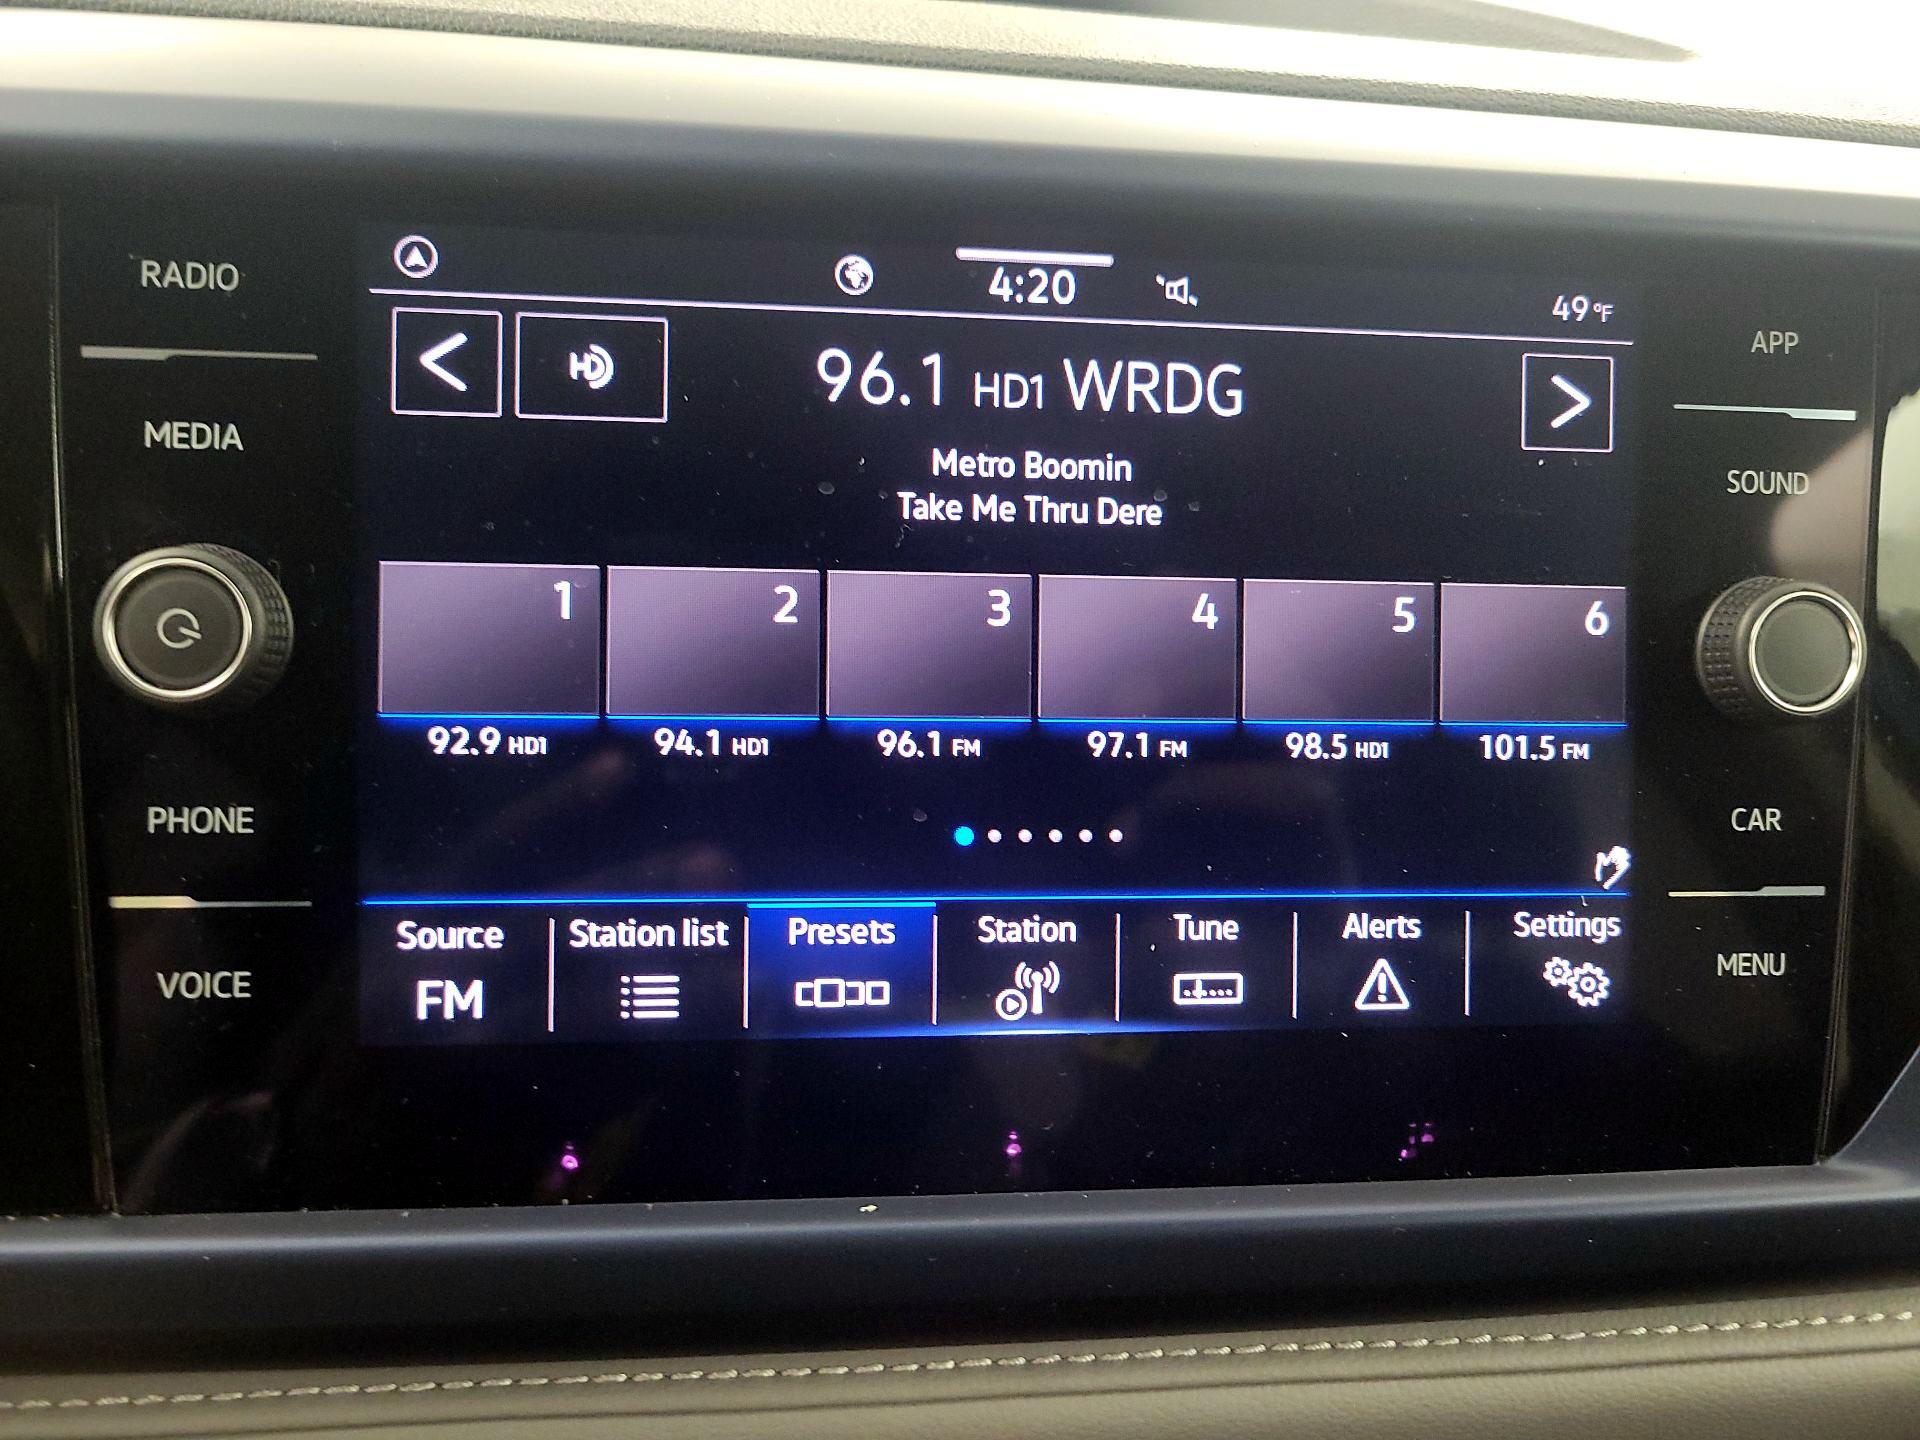 RADIO
MEDIA
PHONE
VOICE
4:20
49°F
HD
96.1 HD1 WRDG
Metro Boomin
Take Me Thru Dere
1 2 3 4 5 6
92.9 HD1 94.1 HD1 96.1 FM 97.1 FM 98.5 HD1 101.5 FM
Source Station list Presets Station Tune Alerts Settings
FM
APP
SOUND
CAR
MENU